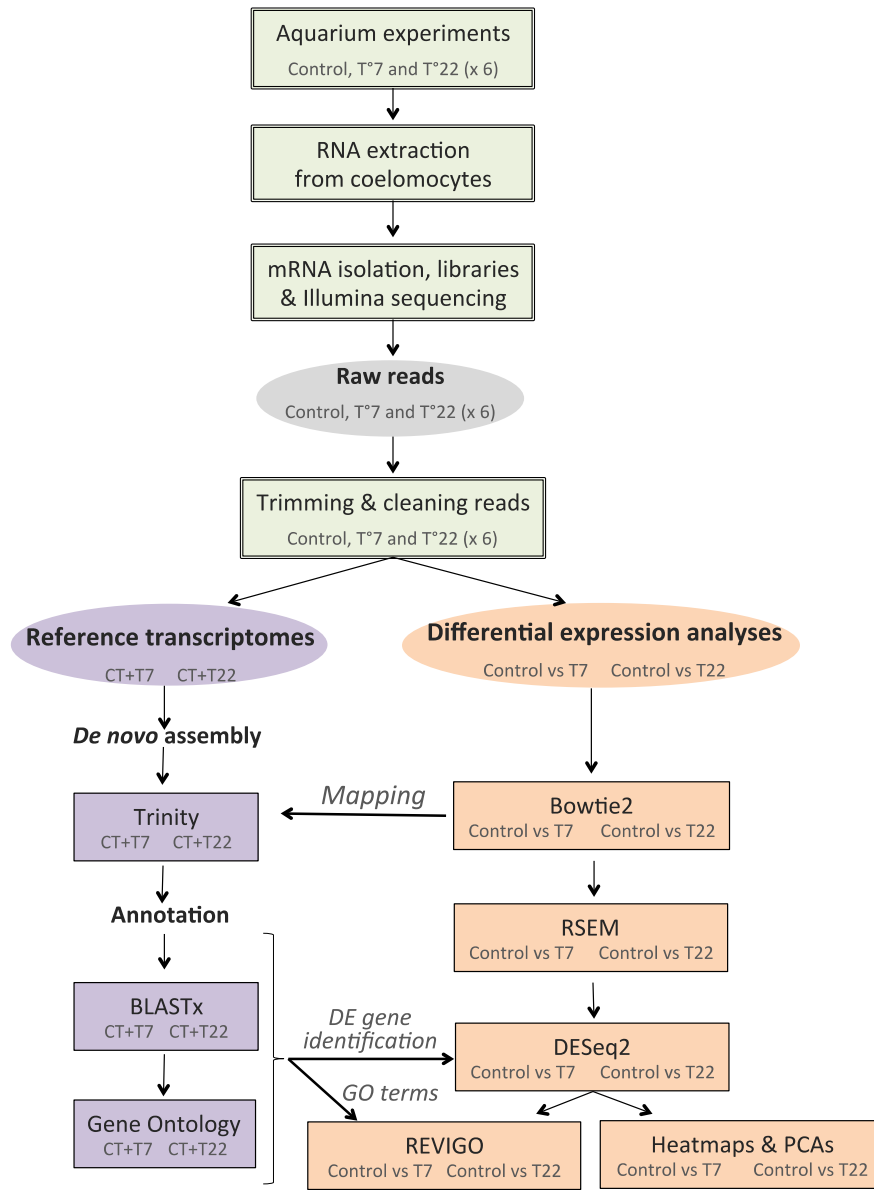 Aquarium experiments
Control, T°7 and T°22 (x 6)
RNA extraction
from coelomocytes
mRNA isolation, libraries
& Illumina sequencing
Raw reads
Control, T°7 and T°22 (x 6)
Trimming & cleaning reads
Control, T°7 and T°22 (x 6)
Reference transcriptomes
CT+T7 CT+T22
De novo assembly
Trinity
CT+T7 CT+T22
Annotation
BLASTx
CT+T7 CT+T22
Gene Ontology
CT+T7 CT+T22
Differential expression analyses
Control vs T7 Control vs T22
Mapping
Bowtie2
Control vs T7 Control vs T22
RSEM
Control vs T7 Control vs T22
DE gene
identification
DESeq2
Control vs T7 Control vs T22
GO terms
REVIGO
Control vs T7 Control vs T22
Heatmaps & PCAs
Control vs T7 Control vs T22